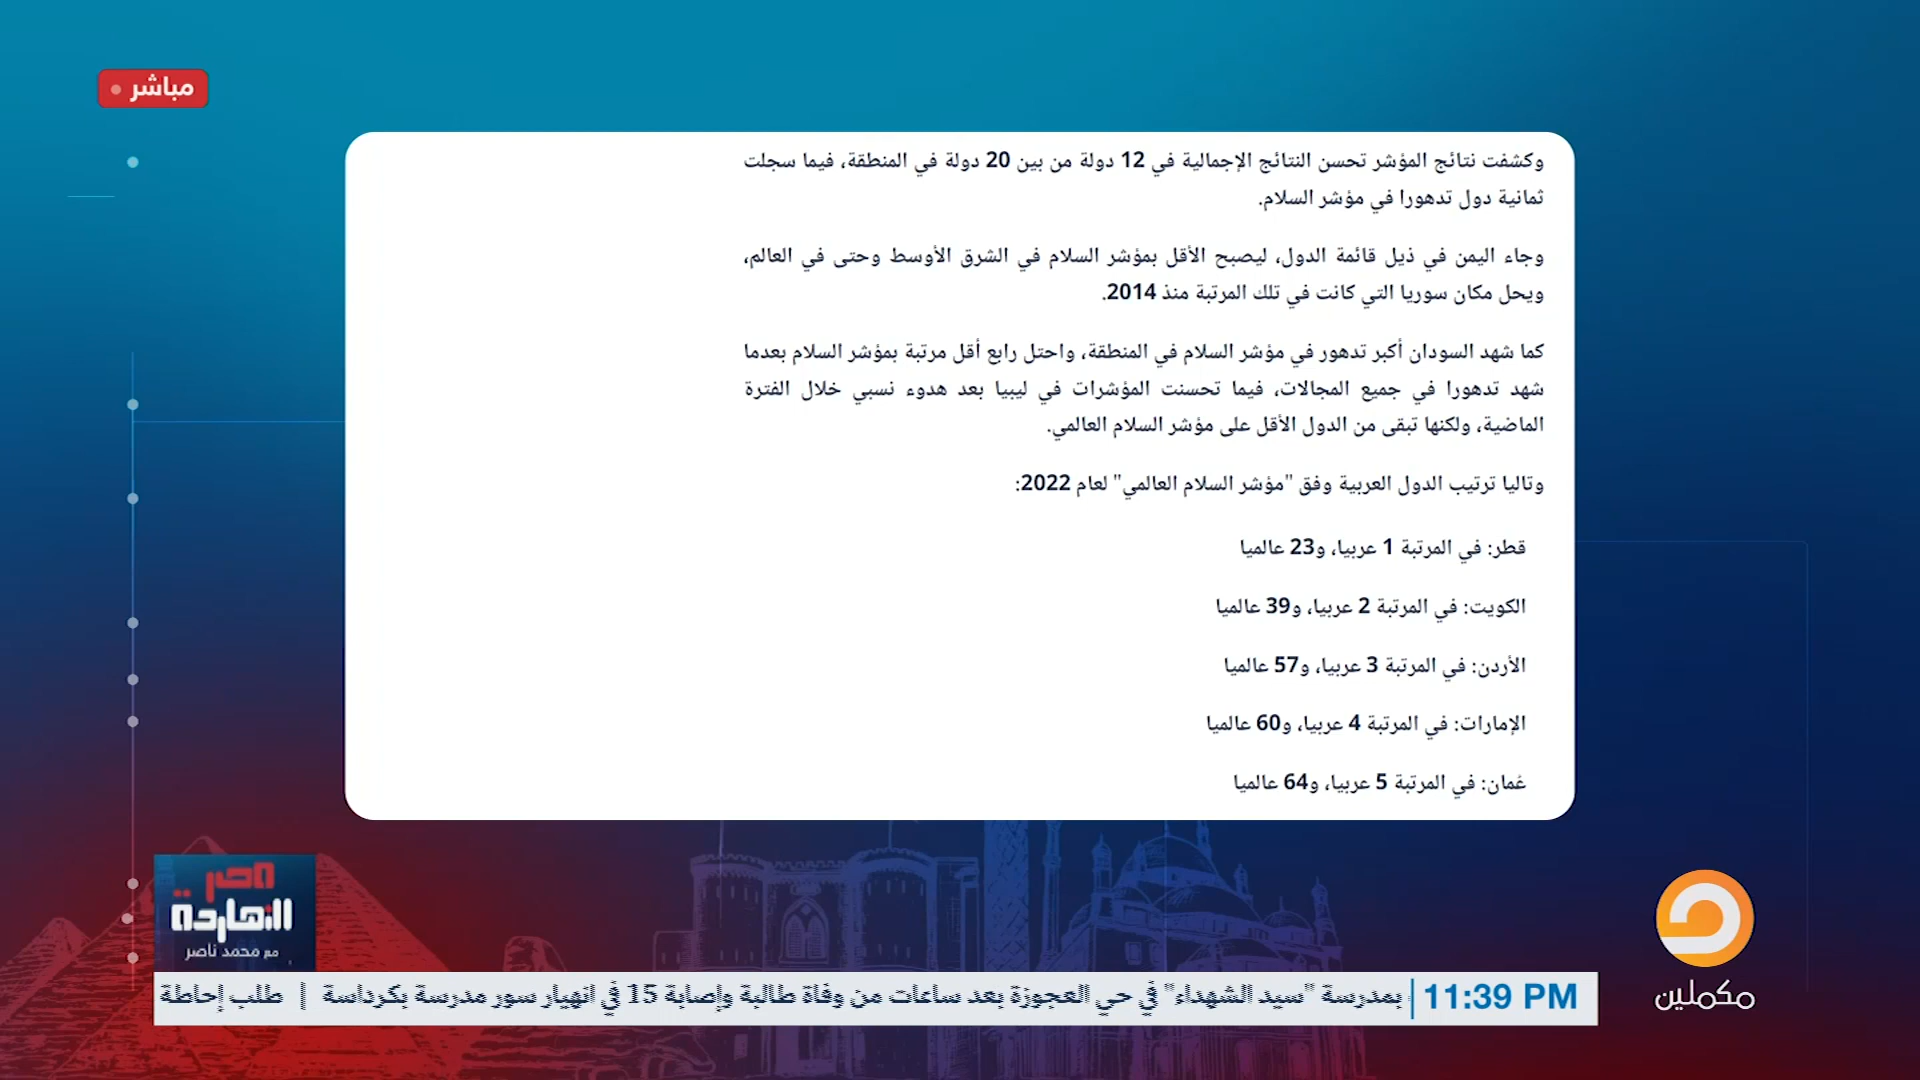 مباشر
وكشفت نتائج المؤشر تحسن النتائج الإجمالية في 12 دولة من بين 20 دولة في المنطقة، فيما سجلت
ثمانية دول تدهورا في مؤشر السلام.
وجاء اليمن في ذيل قائمة الدول، ليصبح الأقل بمؤشر السلام في الشرق الأوسط وحتى في العالم،
ويحل مكان سوريا التي كانت في تلك المرتبة منذ 2014.
كما شهد السودان أكبر تدهور في مؤشر السلام في المنطقة، واحتل رابع أقل مرتبة بمؤشر السلام بعدما
شهد تدهورا في جميع المجالات، فيما تحسنت المؤشرات في ليبيا بعد هدوء نسبي خلال الفترة
الماضية، ولكنها تبقى من الدول الأقل على مؤشر السلام العالمي.
وتاليا ترتيب الدول العربية وفق "مؤشر السلام العالمي" لعام 2022:
قطر: في المرتبة 1 عربيا، و23 عالميا
الكويت: في المرتبة 2 عربيا، و39 عالميا
الأردن: في المرتبة 3 عربيا، و57 عالميا
الإمارات: في المرتبة 4 عربيا، و60 عالميا
عُمان: في المرتبة 5 عربيا، و64 عالميا
مصر
النهاردة
مع محمد ناصر
مكملين
11:39 PM
بمدرسة "سيد الشهداء" في حي العجوزة بعد ساعات من وفاة طالبة وإصابة 15 في انهيار سور مدرسة بكرداسة | طلب إحاطة